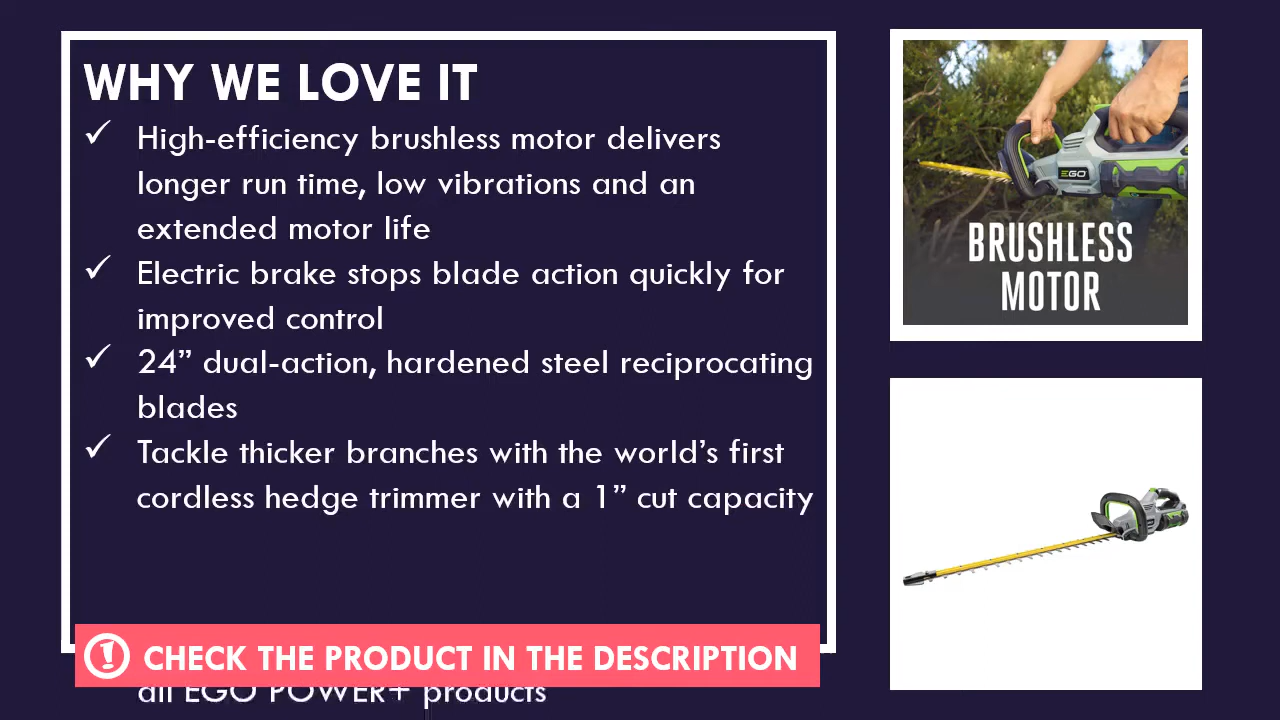 WHY WE LOVE IT
✓ High-efficiency brushless motor delivers
longer run time, low vibrations and an
extended motor life
✓ Electric brake stops blade action quickly for
improved control
✓ 24” dual-action, hardened steel reciprocating
blades
✓ Tackle thicker branches with the world’s first
cordless hedge trimmer with a 1” cut capacity
CHECK THE PRODUCT IN THE DESCRIPTION
all EGO POWER+ products
EGO
BRUSHLESS
MOTOR